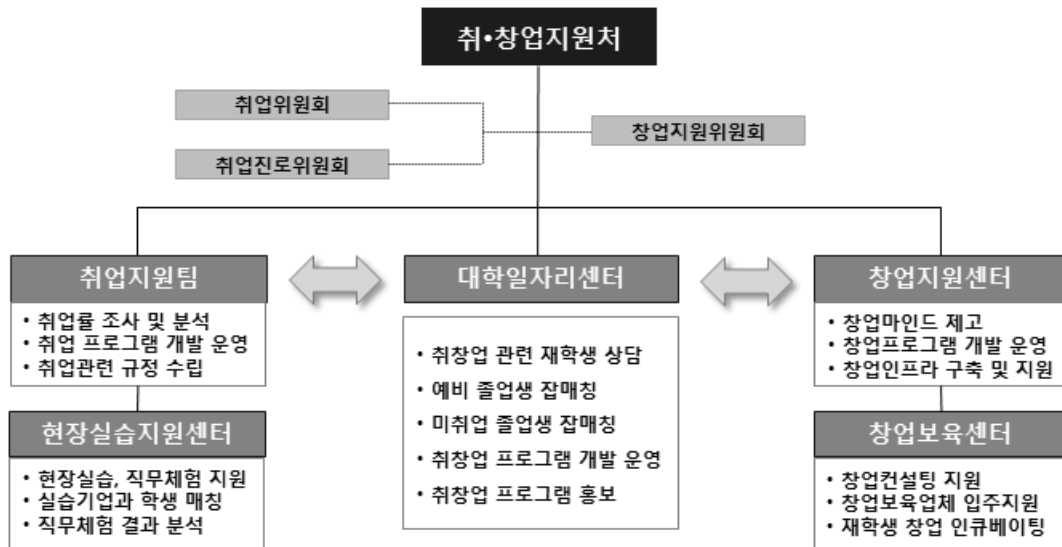 취•창업지원처
취업위원회
창업지원위원회
취업진로위원회
취업지원팀
• 취업률 조사 및 분석
• 취업 프로그램 개발 운영
• 취업관련 규정 수립
현장실습지원센터
• 현장실습, 직무체험 지원
• 실습기업과 학생 매칭
• 직무체험 결과 분석
대학일자리센터
• 취창업 관련 재학생 상담
• 예비 졸업생 잡매칭
• 미취업 졸업생 잡매칭
• 취창업 프로그램 개발 운영
• 취창업 프로그램 홍보
창업지원센터
• 창업마인드 제고
• 창업프로그램 개발 운영
• 창업인프라 구축 및 지원
창업보육센터
• 창업컨설팅 지원
• 창업보육업체 입주지원
• 재학생 창업 인큐베이팅